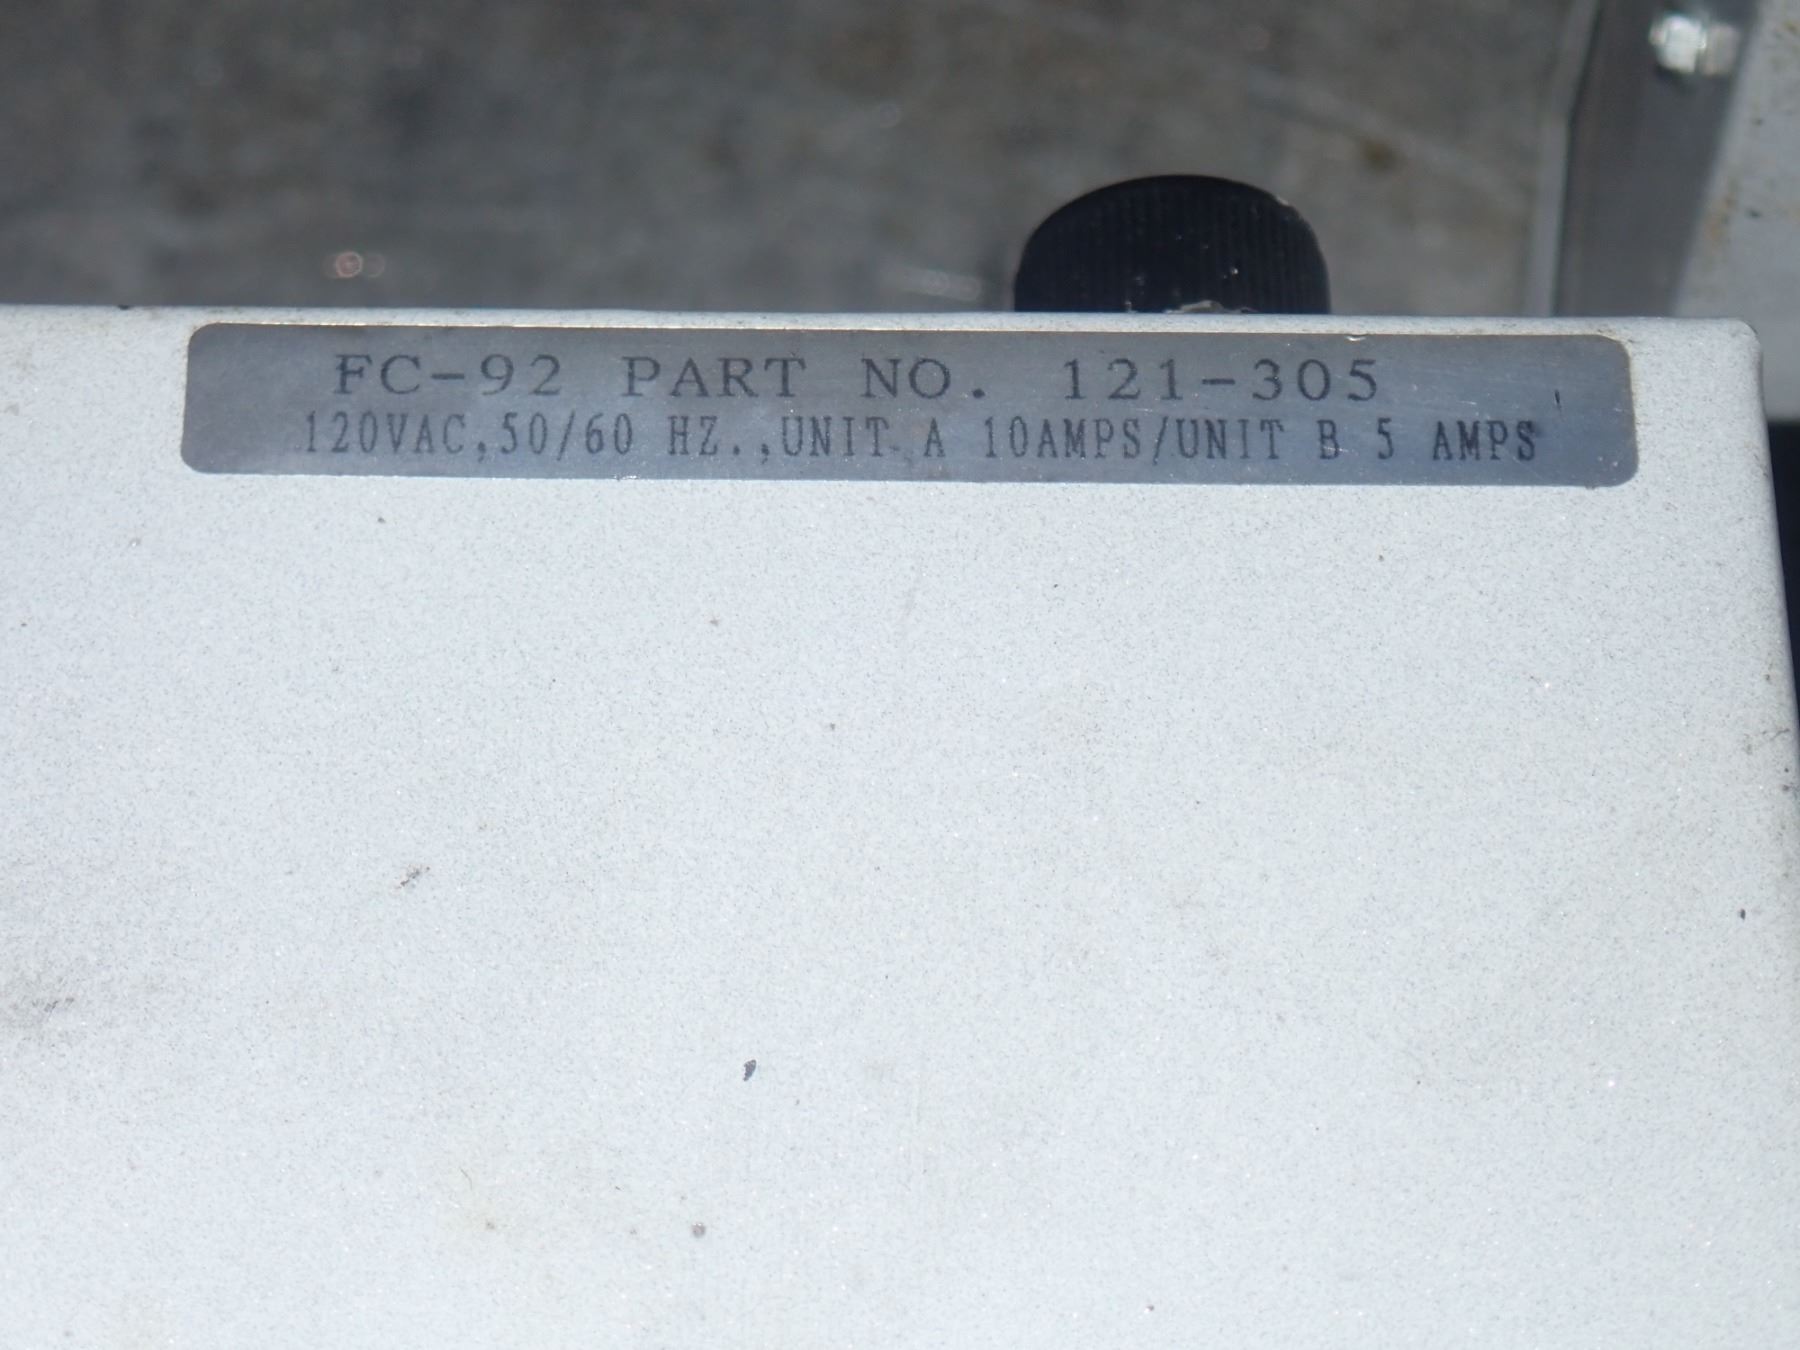 FC-92 PART NO. 121-305
120VAC,50/60 HZ.,UNIT A 10AMPS/UNIT B 5 AMPS